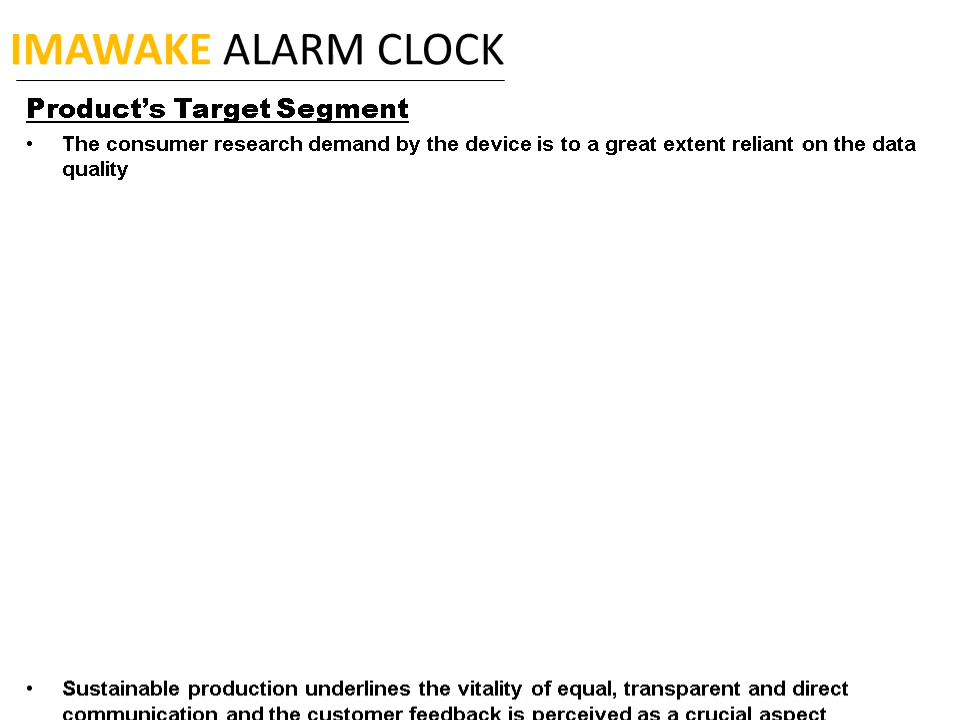 IMAWAKE ALARM CLOCK
Product’s Target Segment
• The consumer research demand by the device is to a great extent reliant on the data
quality
• Sustainable production underlines the vitality of equal, transparent and direct
communication and the customer feedback is perceived as a crucial aspect